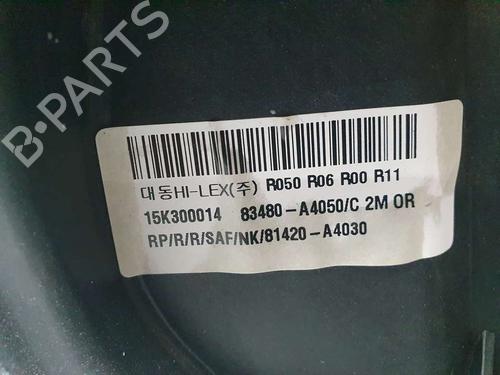 B-PARTS
대동HI-LEX(주) R050 R06 R00 R11
15K300014 83480-A4050/C 2M OR
RP/R/R/SAF/NK/81420-A4030